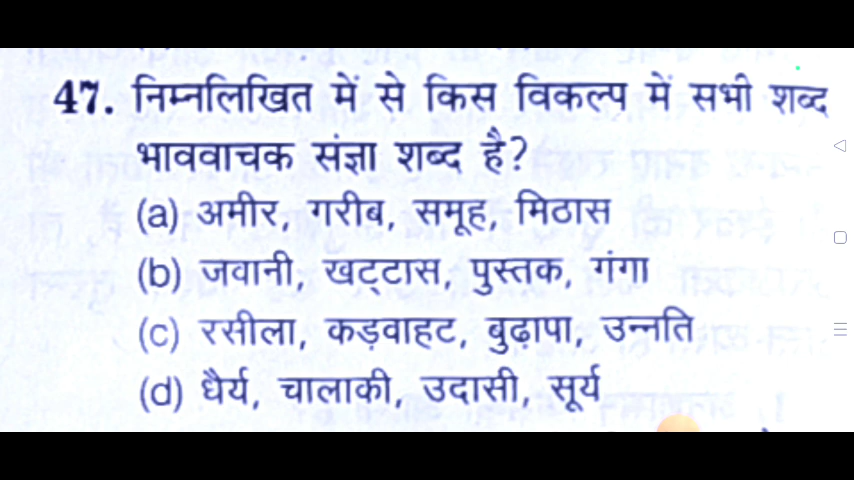 47. निम्नलिखित में से किस विकल्प में सभी शब्द
भाववाचक संज्ञा शब्द है?
(a) अमीर, गरीब, समूह, मिठास
(b) जवानी, खट्टास, पुस्तक, गंगा
(c) रसीला, कड़वाहट, बुढ़ापा, उन्नति
(d) धैर्य, चालाकी, उदासी, सूर्य